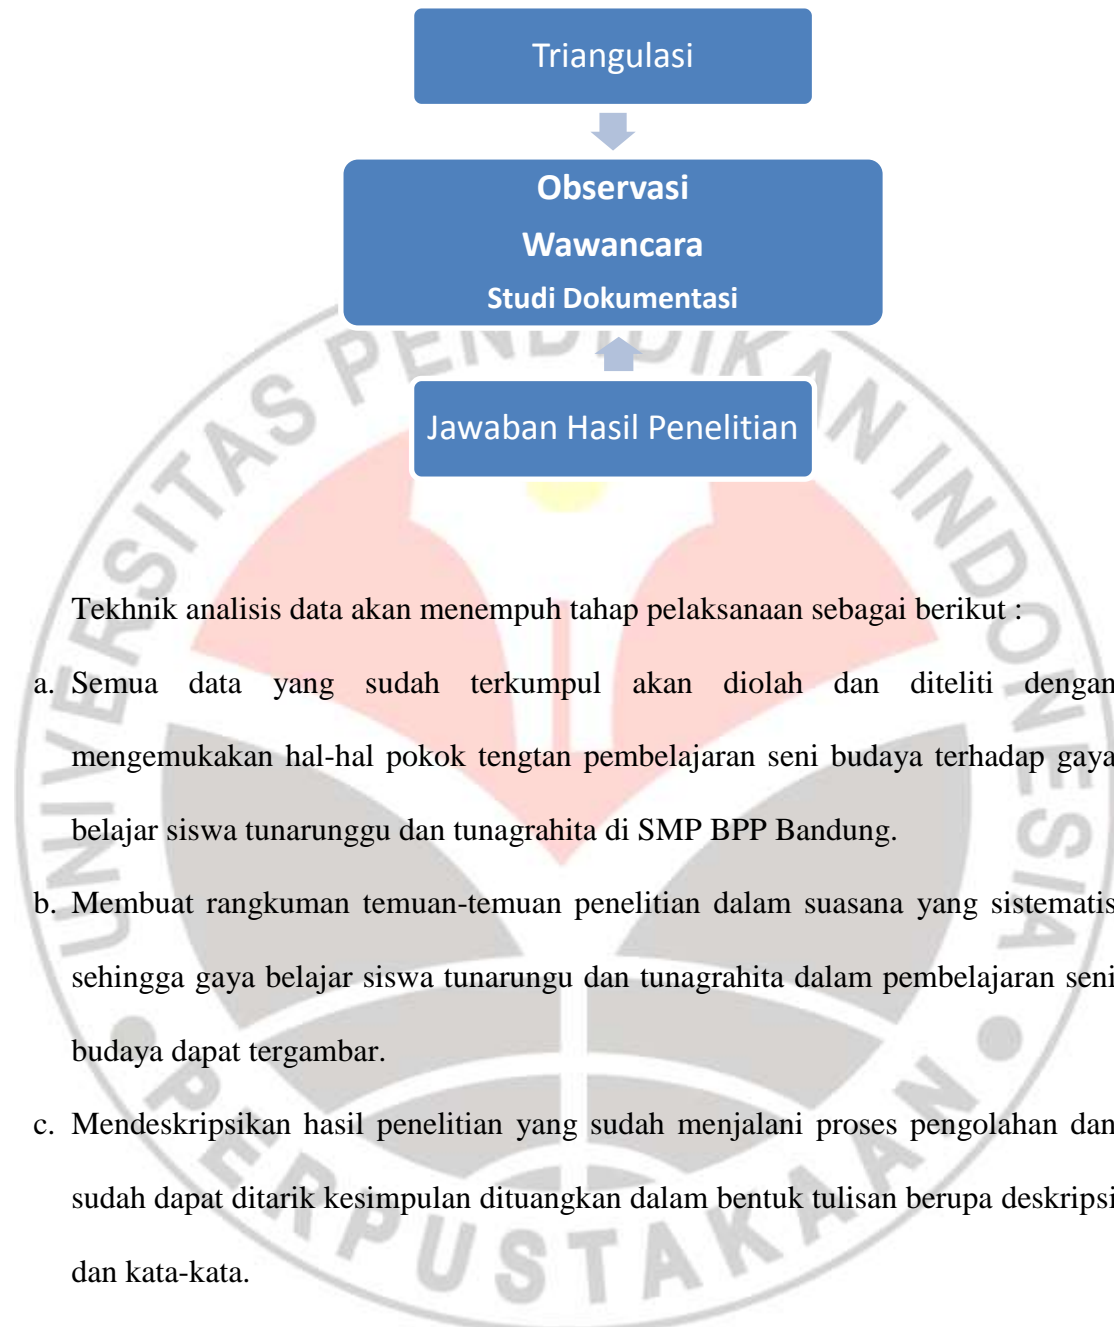 Triangulasi
Observasi
Wawancara
Studi Dokumentasi
Jawaban Hasil Penelitian
UNIVERSITAS PENDIDIKAN INDONESIA
PERPUSTAKAAN
Tekhnik analisis data akan menempuh tahap pelaksanaan sebagai berikut :
a. Semua data yang sudah terkumpul akan diolah dan diteliti dengan
mengemukakan hal-hal pokok tengtan pembelajaran seni budaya terhadap gaya
belajar siswa tunarunggu dan tunagrahita di SMP BPP Bandung.
b. Membuat rangkuman temuan-temuan penelitian dalam suasana yang sistematis
sehingga gaya belajar siswa tunarungu dan tunagrahita dalam pembelajaran seni
budaya dapat tergambar.
c. Mendeskripsikan hasil penelitian yang sudah menjalani proses pengolahan dan
sudah dapat ditarik kesimpulan dituangkan dalam bentuk tulisan berupa deskripsi
dan kata-kata.